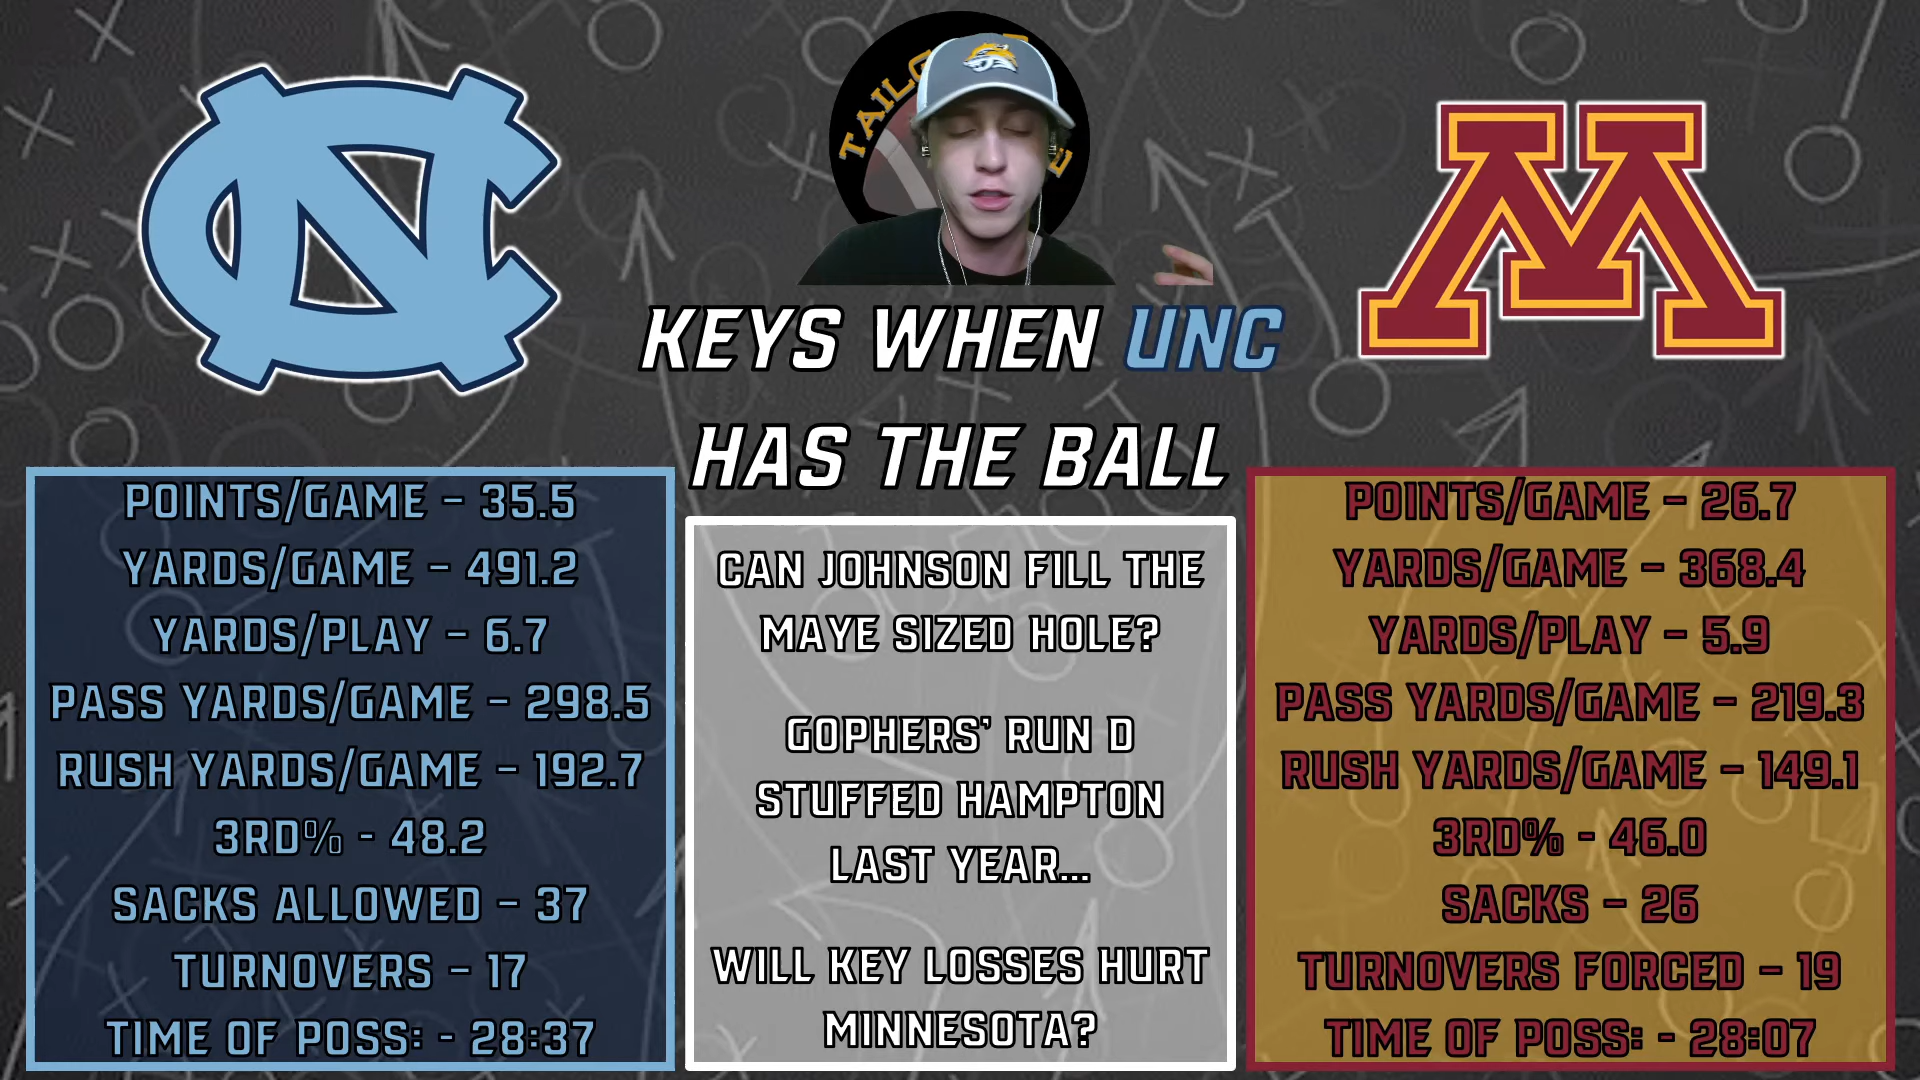 KEYS WHEN UNC
HAS THE BALL
POINTS/GAME – 35.5
YARDS/GAME – 491.2
YARDS/PLAY – 6.7
PASS YARDS/GAME – 298.5
RUSH YARDS/GAME – 192.7
3RD% - 48.2
SACKS ALLOWED – 37
TURNOVERS – 17
TIME OF POSS: - 28:37
CAN JOHNSON FILL THE
MAYE SIZED HOLE?
GOPHERS' RUN D
STUFFED HAMPTON
LAST YEAR...
WILL KEY LOSSES HURT
MINNESOTA?
POINTS/GAME – 26.7
YARDS/GAME – 368.4
YARDS/PLAY – 5.9
PASS YARDS/GAME – 219.3
RUSH YARDS/GAME – 149.1
3RD% - 46.0
SACKS – 26
TURNOVERS FORCED – 19
TIME OF POSS: - 28:07